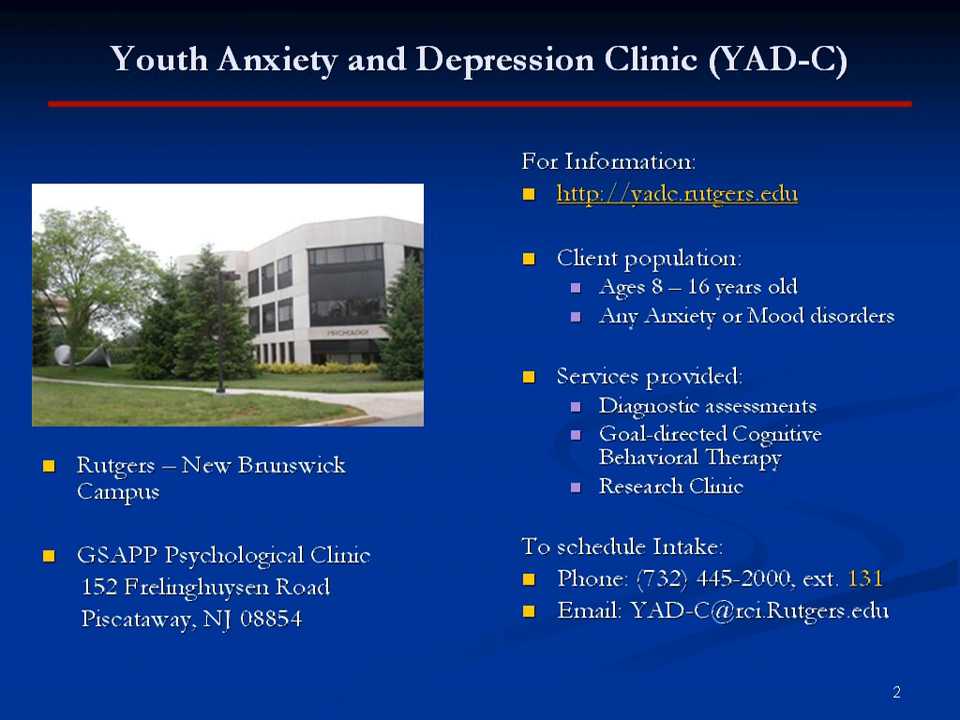 Youth Anxiety and Depression Clinic (YAD-C)
PSYCHOLOGY
Rutgers – New Brunswick
Campus
GSAPP Psychological Clinic
152 Frelinghuysen Road
Piscataway, NJ 08854
For Information:
http://yadc.rutgers.edu
Client population:
Ages 8 – 16 years old
Any Anxiety or Mood disorders
Services provided:
Diagnostic assessments
Goal-directed Cognitive
Behavioral Therapy
Research Clinic
To schedule Intake:
Phone: (732) 445-2000, ext. 131
Email: YAD-C@rci.Rutgers.edu
2